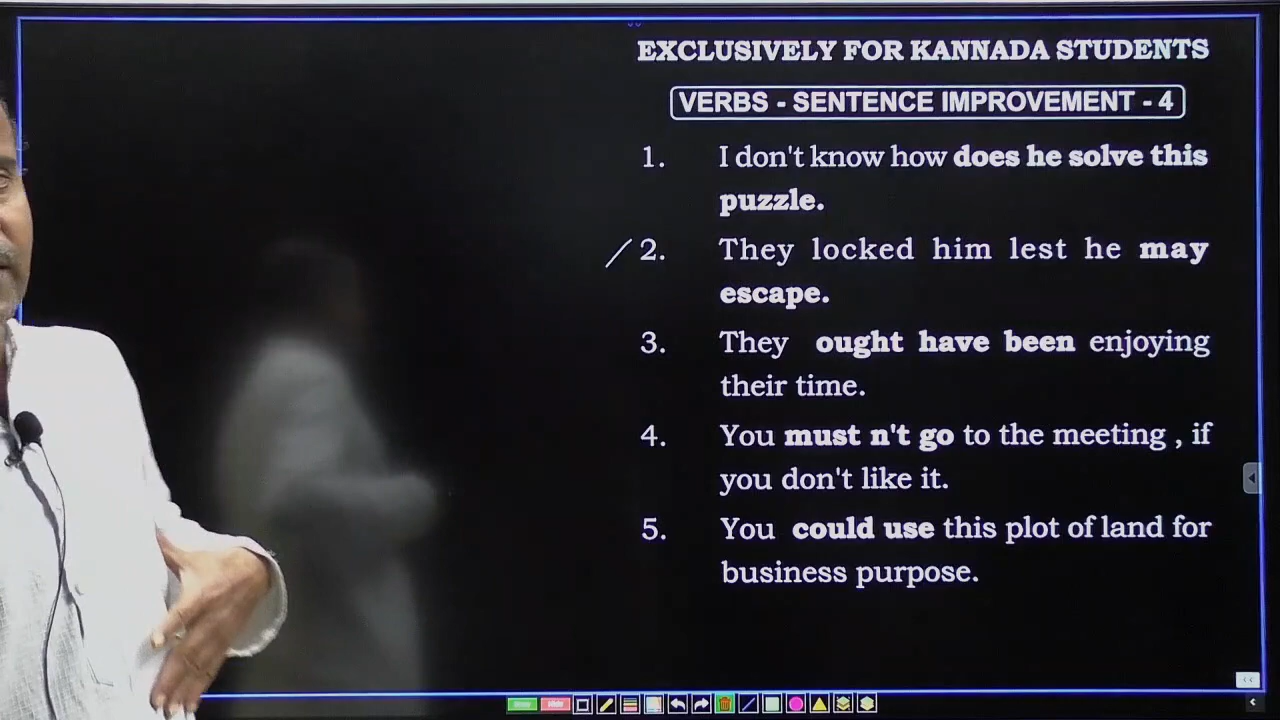 EXCLUSIVELY FOR KANNADA STUDENTS
VERBS - SENTENCE IMPROVEMENT - 4
1. I don't know how does he solve this
puzzle.
2. They locked him lest he may
escape.
3. They ought have been enjoying
their time.
4. You must n't go to the meeting , if
you don't like it.
5. You could use this plot of land for
business purpose.